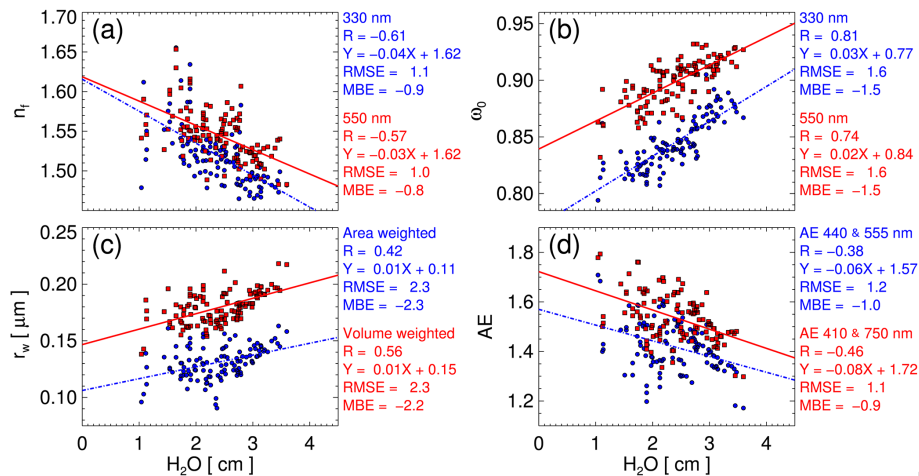 (a)
1.70
1.65
1.60
1.55
1.50
n_f
330 nm
R = −0.61
Y = −0.04X + 1.62
RMSE = 1.1
MBE = −0.9
550 nm
R = −0.57
Y = −0.03X + 1.62
RMSE = 1.0
MBE = −0.8
(b)
0.95
0.90
0.85
0.80
ω₀
330 nm
R = 0.81
Y = 0.03X + 0.77
RMSE = 1.6
MBE = −1.5
550 nm
R = 0.74
Y = 0.02X + 0.84
RMSE = 1.6
MBE = −1.5
(c)
0.25
0.20
0.15
0.10
r_w [ μm ]
0 1 2 3 4
H₂O [ cm ]
Area weighted
R = 0.42
Y = 0.01X + 0.11
RMSE = 2.3
MBE = −2.3
Volume weighted
R = 0.56
Y = 0.01X + 0.15
RMSE = 2.3
MBE = −2.2
(d)
1.8
1.6
1.4
1.2
AE
0 1 2 3 4
H₂O [ cm ]
AE 440 & 555 nm
R = −0.38
Y = −0.06X + 1.57
RMSE = 1.2
MBE = −1.0
AE 410 & 750 nm
R = −0.46
Y = −0.08X + 1.72
RMSE = 1.1
MBE = −0.9